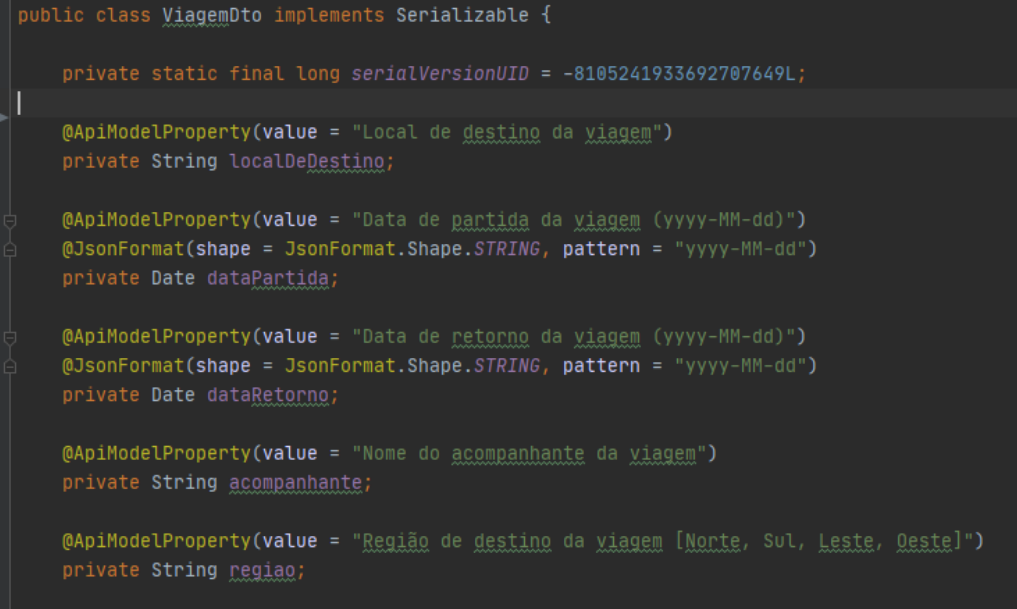 public class ViagemDto implements Serializable {
private static final long serialVersionUID = -8105241933692707649L;
@ApiModelProperty(value = "Local de destino da viagem")
private String localDeDestino;
@ApiModelProperty(value = "Data de partida da viagem (yyyy-MM-dd)")
@JsonFormat(shape = JsonFormat.Shape.STRING, pattern = "yyyy-MM-dd")
private Date dataPartida;
@ApiModelProperty(value = "Data de retorno da viagem (yyyy-MM-dd)")
@JsonFormat(shape = JsonFormat.Shape.STRING, pattern = "yyyy-MM-dd")
private Date dataRetorno;
@ApiModelProperty(value = "Nome do acompanhante da viagem")
private String acompanhante;
@ApiModelProperty(value = "Região de destino da viagem [Norte, Sul, Leste, Oeste]")
private String regiao;